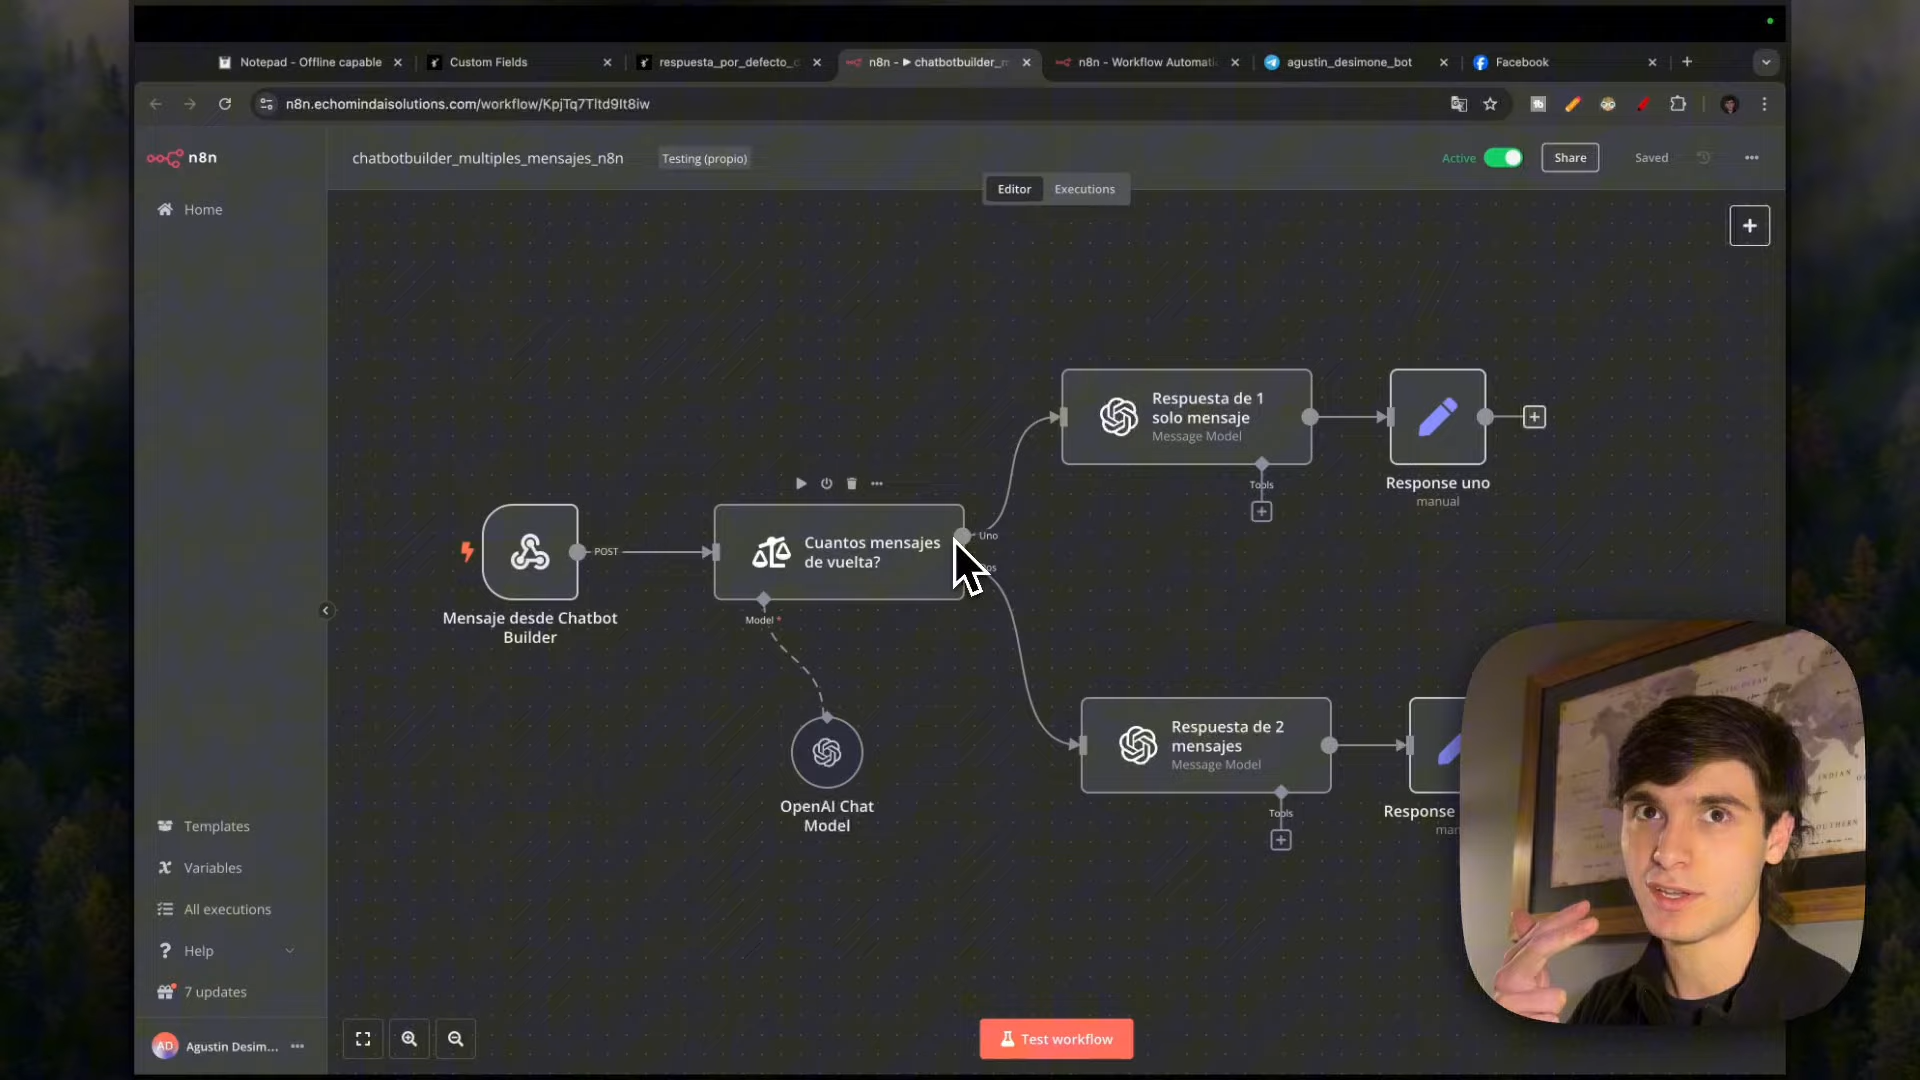 Notepad - Offline capable
Custom Fields
respuesta_por_defecto_
n8n - ▶ chatbotbuilder_
n8n - Workflow Automati
agustin_desimone_bot
Facebook
n8n.echomindaisolutions.com/workflow/KpjTq7Tltd9It8iw
n8n
chatbotbuilder_multiples_mensajes_n8n
Testing (propio)
Active
Share
Saved
Editor
Executions
Home
Respuesta de 1
solo mensaje
Message Model
Tools
Response uno
manual
POST
Cuantos mensajes
de vuelta?
Uno
Mensaje desde Chatbot
Builder
Model *
OpenAI Chat
Model
Respuesta de 2
mensajes
Message Model
Tools
Response
Templates
Variables
All executions
Help
7 updates
AD
Agustin Desim...
Test workflow